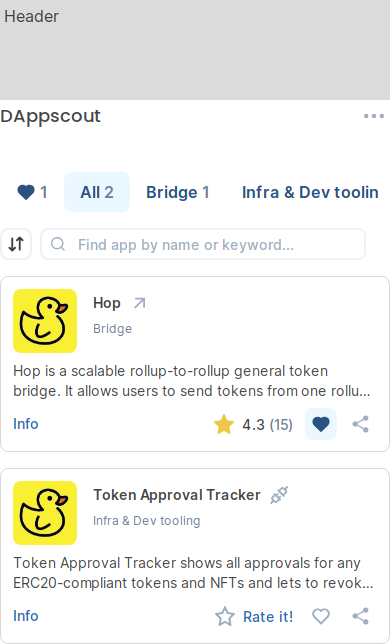 Header
DAppscout
1 All 2 Bridge 1 Infra & Dev toolin
Find app by name or keyword...
Hop
Bridge
Hop is a scalable rollup-to-rollup general token
bridge. It allows users to send tokens from one rollu...
Info 4.3 (15)
Token Approval Tracker
Infra & Dev tooling
Token Approval Tracker shows all approvals for any
ERC20-compliant tokens and NFTs and lets to revok...
Info Rate it!